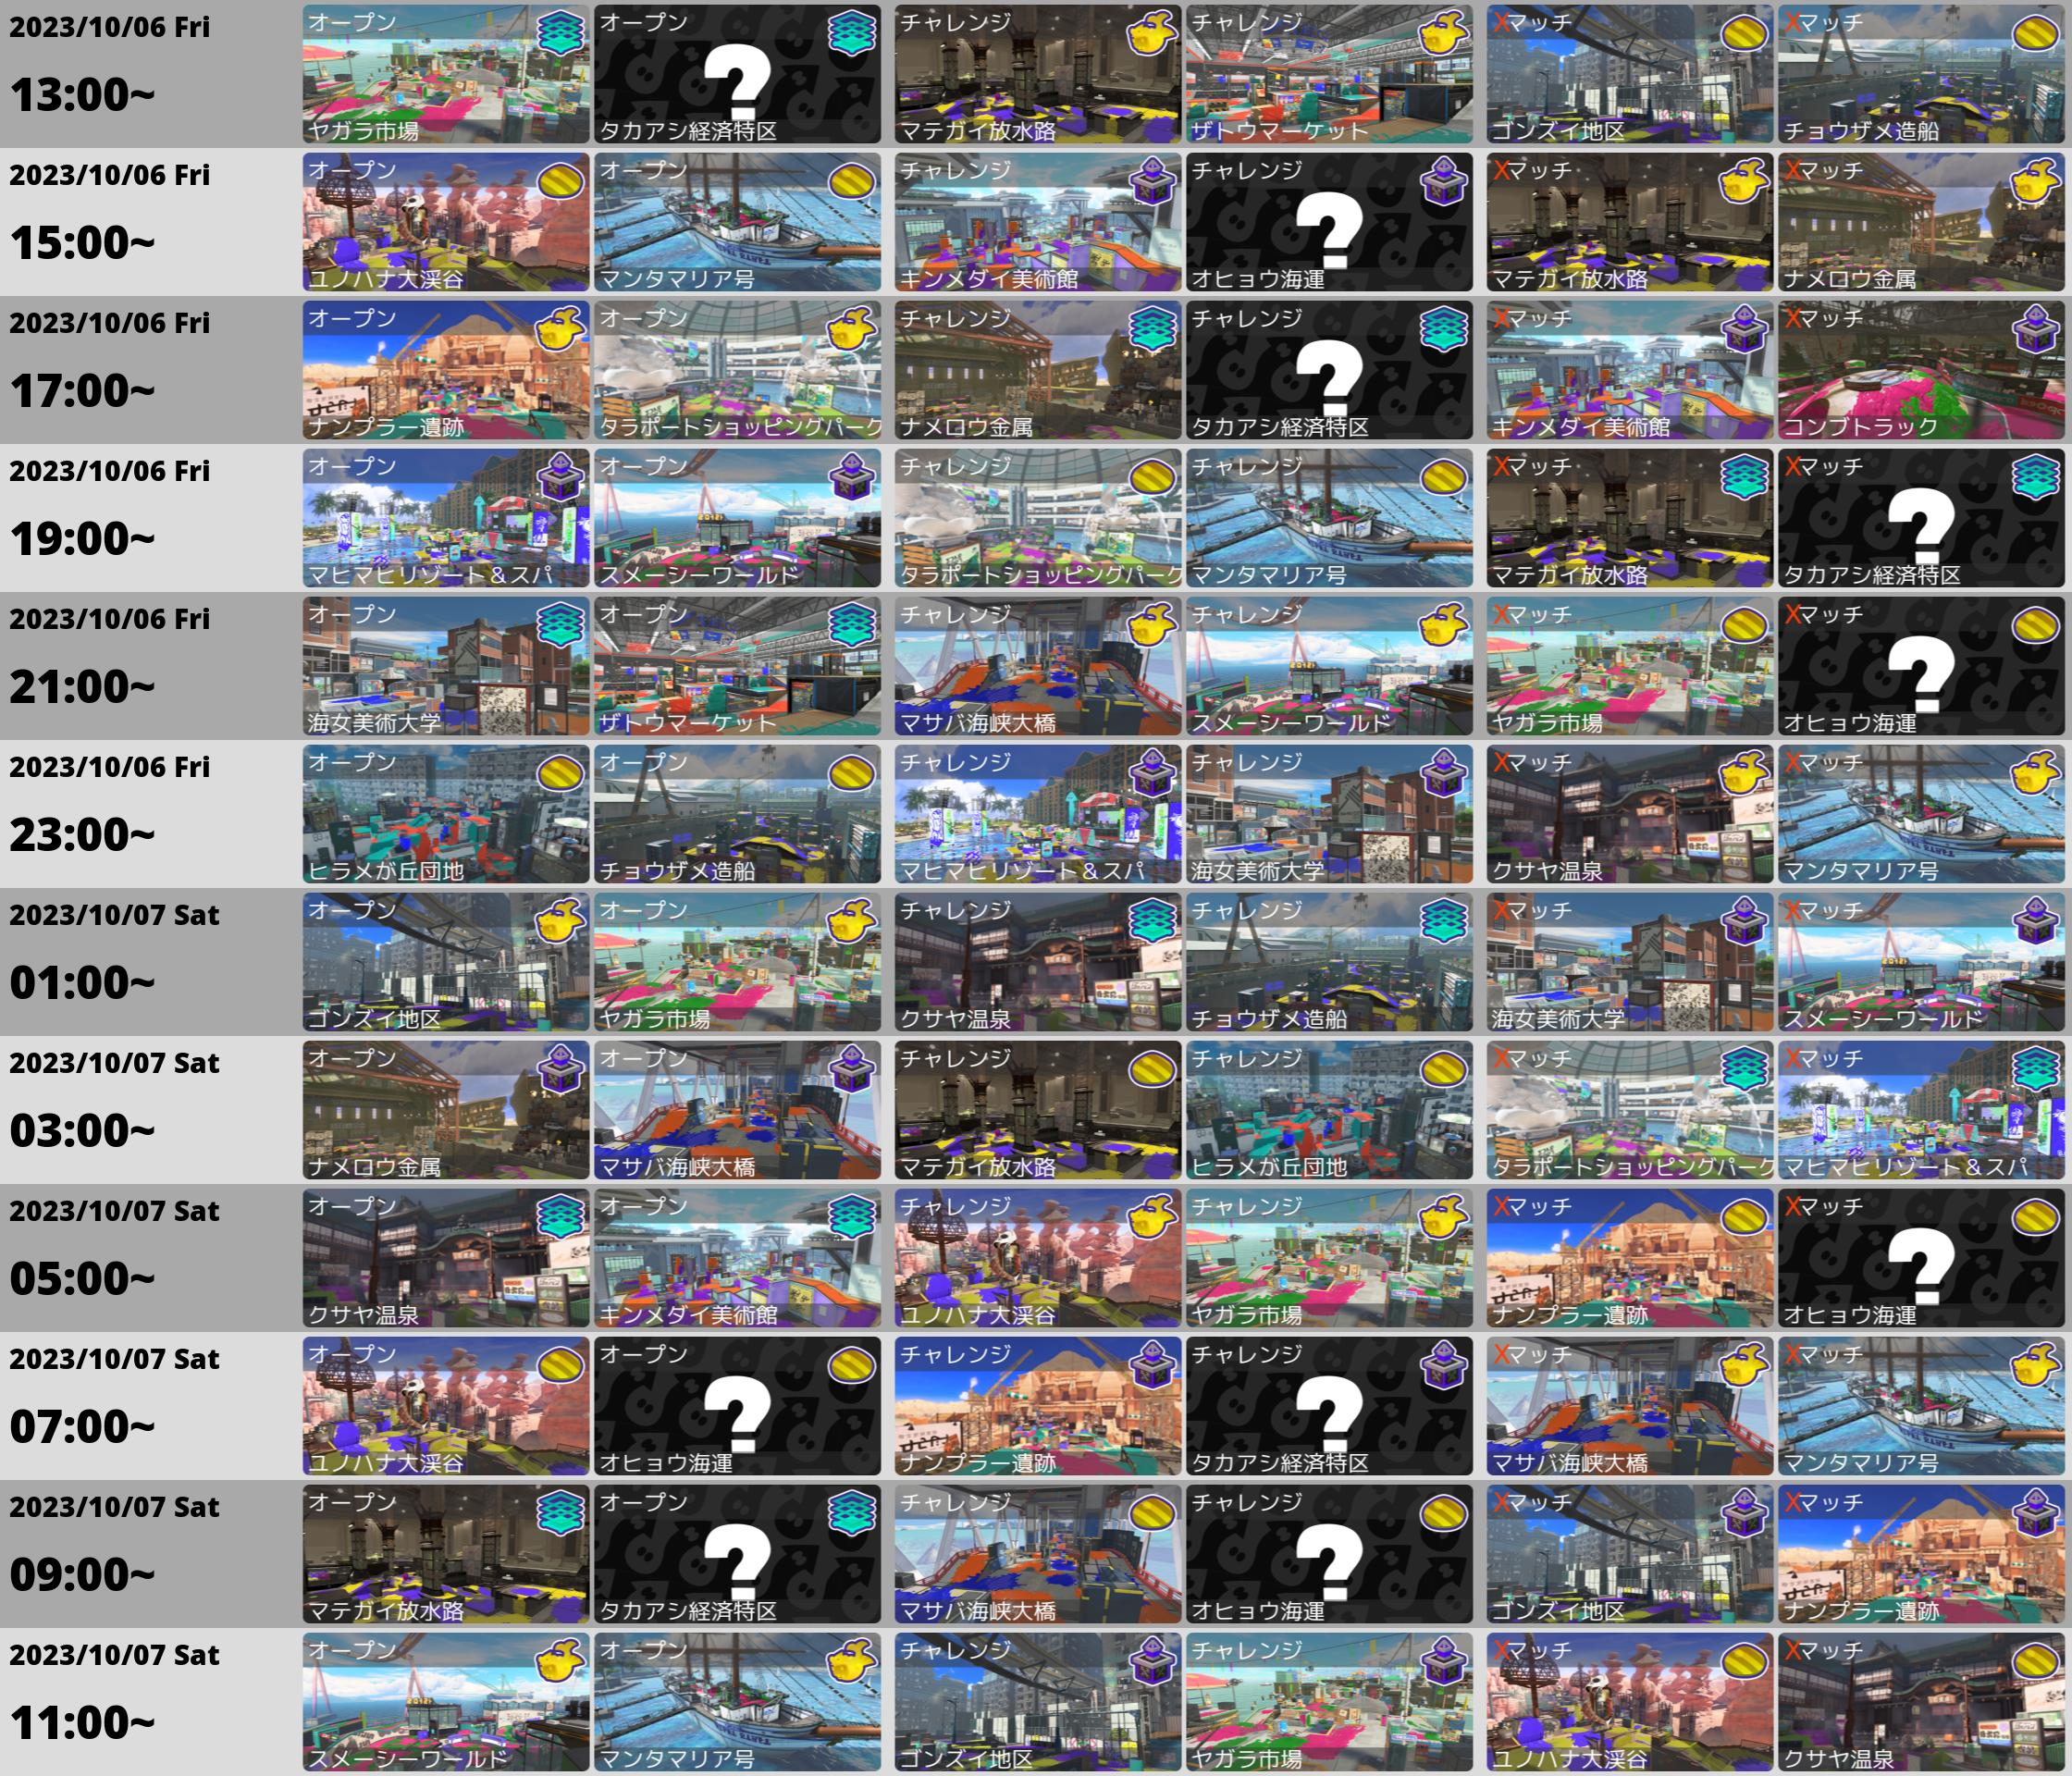 2023/10/06 Fri
13:00~
オープン
ヤガラ市場
オープン
タカアシ経済特区
チャレンジ
マテガイ放水路
チャレンジ
ザトウマーケット
Xマッチ
ゴンズイ地区
Xマッチ
チョウザメ造船
2023/10/06 Fri
15:00~
オープン
ユノハナ大渓谷
オープン
マンタマリア号
チャレンジ
キンメダイ美術館
チャレンジ
オヒョウ海運
Xマッチ
マテガイ放水路
Xマッチ
ナメロウ金属
2023/10/06 Fri
17:00~
オープン
ナンプラー遺跡
オープン
タラポートショッピングパーク
チャレンジ
ナメロウ金属
チャレンジ
タカアシ経済特区
Xマッチ
キンメダイ美術館
Xマッチ
コンブトラック
2023/10/06 Fri
19:00~
オープン
マヒマヒリゾート＆スパ
オープン
スメーシーワールド
チャレンジ
タラポートショッピングパーク
チャレンジ
マンタマリア号
Xマッチ
マテガイ放水路
Xマッチ
タカアシ経済特区
2023/10/06 Fri
21:00~
オープン
海女美術大学
オープン
ザトウマーケット
チャレンジ
マサバ海峡大橋
チャレンジ
スメーシーワールド
Xマッチ
ヤガラ市場
Xマッチ
オヒョウ海運
2023/10/06 Fri
23:00~
オープン
ヒラメが丘団地
オープン
チョウザメ造船
チャレンジ
マヒマヒリゾート＆スパ
チャレンジ
海女美術大学
Xマッチ
クサヤ温泉
Xマッチ
マンタマリア号
2023/10/07 Sat
01:00~
オープン
ゴンズイ地区
オープン
ヤガラ市場
チャレンジ
クサヤ温泉
チャレンジ
チョウザメ造船
Xマッチ
海女美術大学
Xマッチ
スメーシーワールド
2023/10/07 Sat
03:00~
オープン
ナメロウ金属
オープン
マサバ海峡大橋
チャレンジ
マテガイ放水路
チャレンジ
ヒラメが丘団地
Xマッチ
タラポートショッピングパーク
Xマッチ
マヒマヒリゾート＆スパ
2023/10/07 Sat
05:00~
オープン
クサヤ温泉
オープン
キンメダイ美術館
チャレンジ
ユノハナ大渓谷
チャレンジ
ヤガラ市場
Xマッチ
ナンプラー遺跡
Xマッチ
オヒョウ海運
2023/10/07 Sat
07:00~
オープン
ユノハナ大渓谷
オープン
オヒョウ海運
チャレンジ
ナンプラー遺跡
チャレンジ
タカアシ経済特区
Xマッチ
マサバ海峡大橋
Xマッチ
マンタマリア号
2023/10/07 Sat
09:00~
オープン
マテガイ放水路
オープン
タカアシ経済特区
チャレンジ
マサバ海峡大橋
チャレンジ
オヒョウ海運
Xマッチ
ゴンズイ地区
Xマッチ
ナンプラー遺跡
2023/10/07 Sat
11:00~
オープン
スメーシーワールド
オープン
マンタマリア号
チャレンジ
ゴンズイ地区
チャレンジ
ヤガラ市場
Xマッチ
ユノハナ大渓谷
Xマッチ
クサヤ温泉